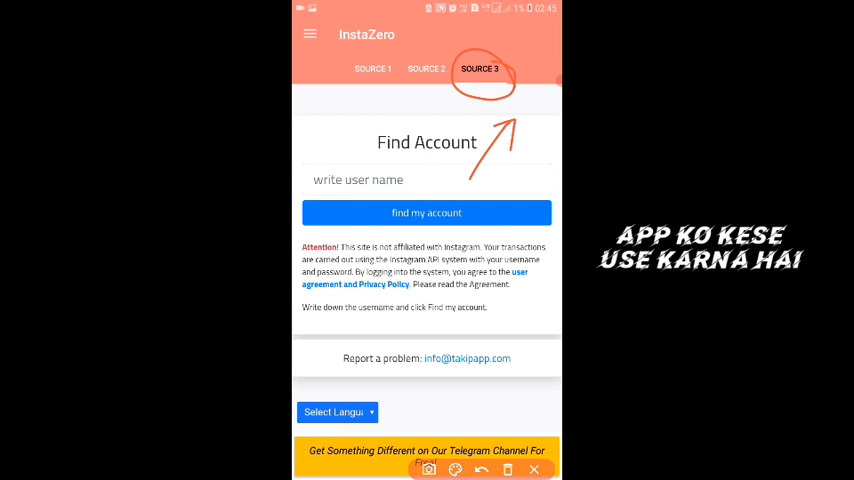 1% 02:45
InstaZero
SOURCE 1 SOURCE 2 SOURCE 3
Find Account
write user name
find my account
Attention! This site is not affiliated with Instagram. Your transactions
are carried out using the Instagram API system with your username
and password. By logging into the system, you agree to the user
agreement and Privacy Policy. Please read the Agreement.
Write down the username and click Find my account.
APP KO KESE
USE KARNA HAI
Report a problem: info@takipapp.com
Select Langua
Get Something Different on Our Telegram Channel For